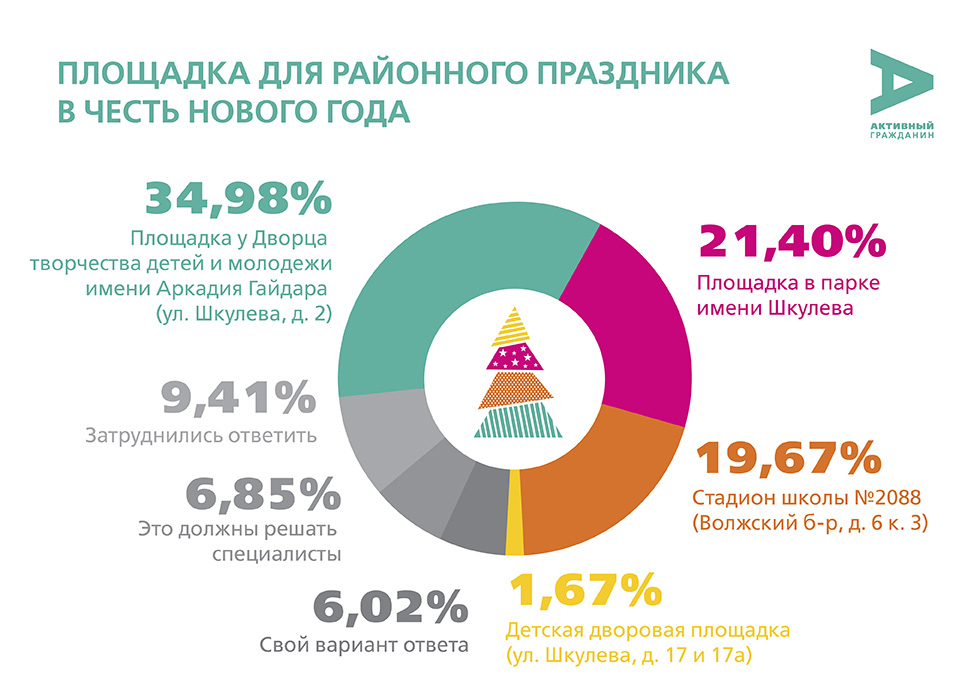 ПЛОЩАДКА ДЛЯ РАЙОННОГО ПРАЗДНИКА
В ЧЕСТЬ НОВОГО ГОДА
АКТИВНЫЙ
ГРАЖДАНИН
34,98%
Площадка у Дворца
творчества детей и молодежи
имени Аркадия Гайдара
(ул. Шкулева, д. 2)
21,40%
Площадка в парке
имени Шкулева
9,41%
Затруднились ответить
19,67%
Стадион школы №2088
(Волжский б-р, д. 6 к. 3)
6,85%
Это должны решать
специалисты
1,67%
Детская дворовая площадка
(ул. Шкулева, д. 17 и 17а)
6,02%
Свой вариант ответа